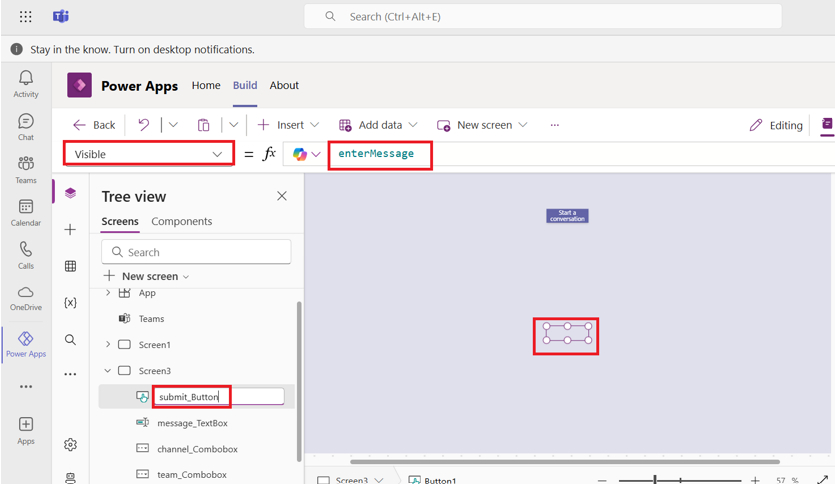 Search (Ctrl+Alt+E)
Stay in the know. Turn on desktop notifications.
Activity
Chat
Teams
Calendar
Calls
OneDrive
Power Apps
Apps
Power Apps Home Build About
Back Insert Add data New screen ... Editing
Visible = fx enterMessage
Tree view
Screens Components
Search
New screen
App
Teams
Screen1
Screen3
submit_Button
message_TextBox
channel_Combobox
team_Combobox
{x}
Start a
conversation
Screen3 Button1 57 %